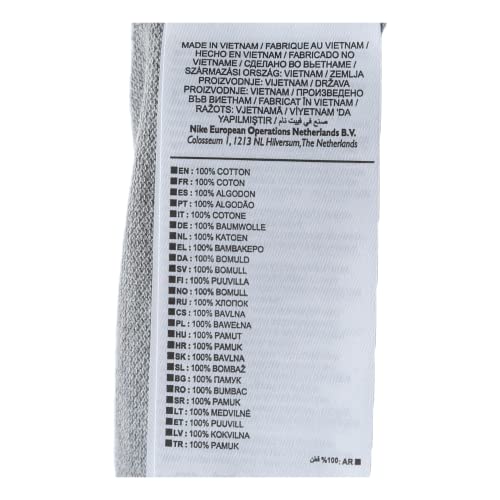 MADE IN VIETNAM / FABRIQUE AU VIETNAM /
HECHO EN VIETNAM / FABRICADO NO
VIETNAME / СДЕЛАНО ВО ВЬЕТНАМЕ /
SZÁRMAZÁSI ORSZÁG: VIETNAM / ZEMLJA
PROIZVODNJE: VIJETNAM / DRŽAVA
PROIZVODNJE: VIETNAM / ПРОИЗВЕДЕНО
ВЪВ ВИЕТНАМ / FABRICAT ÎN VIETNAM /
RAŽOTS: VJETNAMĀ / VİYETNAM 'DA
YAPILMIŞTIR / صنع في فييت نام
Nike European Operations Netherlands B.V.
Colosseum 1, 1213 NL Hilversum, The Netherlands
EN : 100% COTTON
FR : 100% COTON
ES : 100% ALGODON
PT : 100% ALGODÃO
IT : 100% COTONE
DE : 100% BAUMWOLLE
NL : 100% KATOEN
EL : 100% ΒΑΜΒΑΚΕΡΟ
DA : 100% BOMULD
SV : 100% BOMULL
FI : 100% PUUVILLA
NO : 100% BOMULL
RU : 100% ХЛОПОК
CS : 100% BAVLNA
PL : 100% BAWEŁNA
HU : 100% PAMUT
HR : 100% PAMUK
SK : 100% BAVLNA
SL : 100% BOMBAŽ
BG : 100% ПАМУК
RO : 100% BUMBAC
SR : 100% PAMUK
LT : 100% MEDVILNĖ
ET : 100% PUUVILL
LV : 100% KOKVILNA
TR : 100% PAMUK
AR : 100% قطن